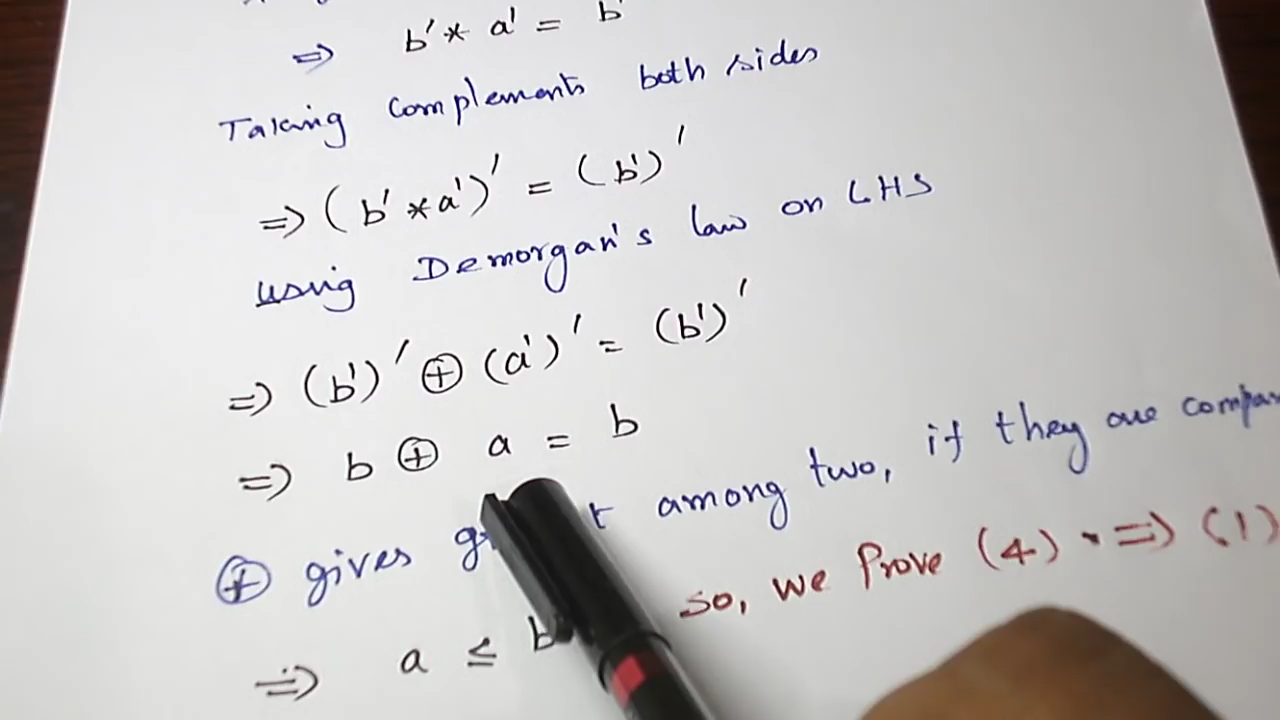 ⇒ b' * a' = b'
Taking complements both sides
⇒ (b' * a')' = (b')'
using Demorgan's law on LHS
⇒ (b')' ⊕ (a')' = (b')'
⇒ b ⊕ a = b
⊕ gives among two, if they are
⇒ a ≤ b so, we Prove (4) ⇒ (1)